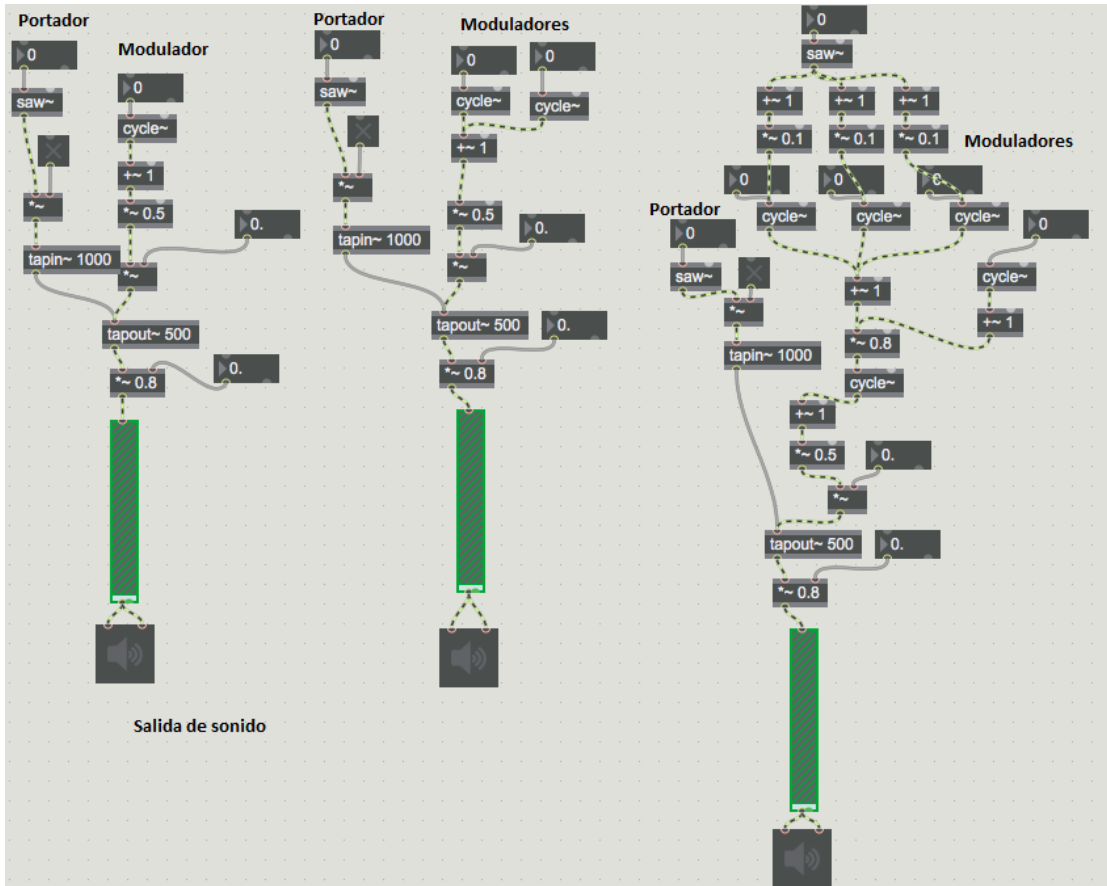 Portador
0
Modulador
saw~
0
cycle~
+~ 1
*~
*~ 0.5
0.
tapin~ 1000
*~
tapout~ 500
0.
*~ 0.8
Salida de sonido
Portador
0
Moduladores
0
0
saw~
cycle~
cycle~
+~ 1
*~
*~ 0.5
0.
tapin~ 1000
*~
tapout~ 500
0.
*~ 0.8
0
saw~
+~ 1
+~ 1
+~ 1
*~ 0.1
*~ 0.1
*~ 0.1
Moduladores
0
0
Portador
cycle~
cycle~
cycle~
0
0
saw~
cycle~
*~
+~ 1
+~ 1
tapin~ 1000
*~ 0.8
cycle~
+~ 1
*~ 0.5
0.
*~
tapout~ 500
0.
*~ 0.8